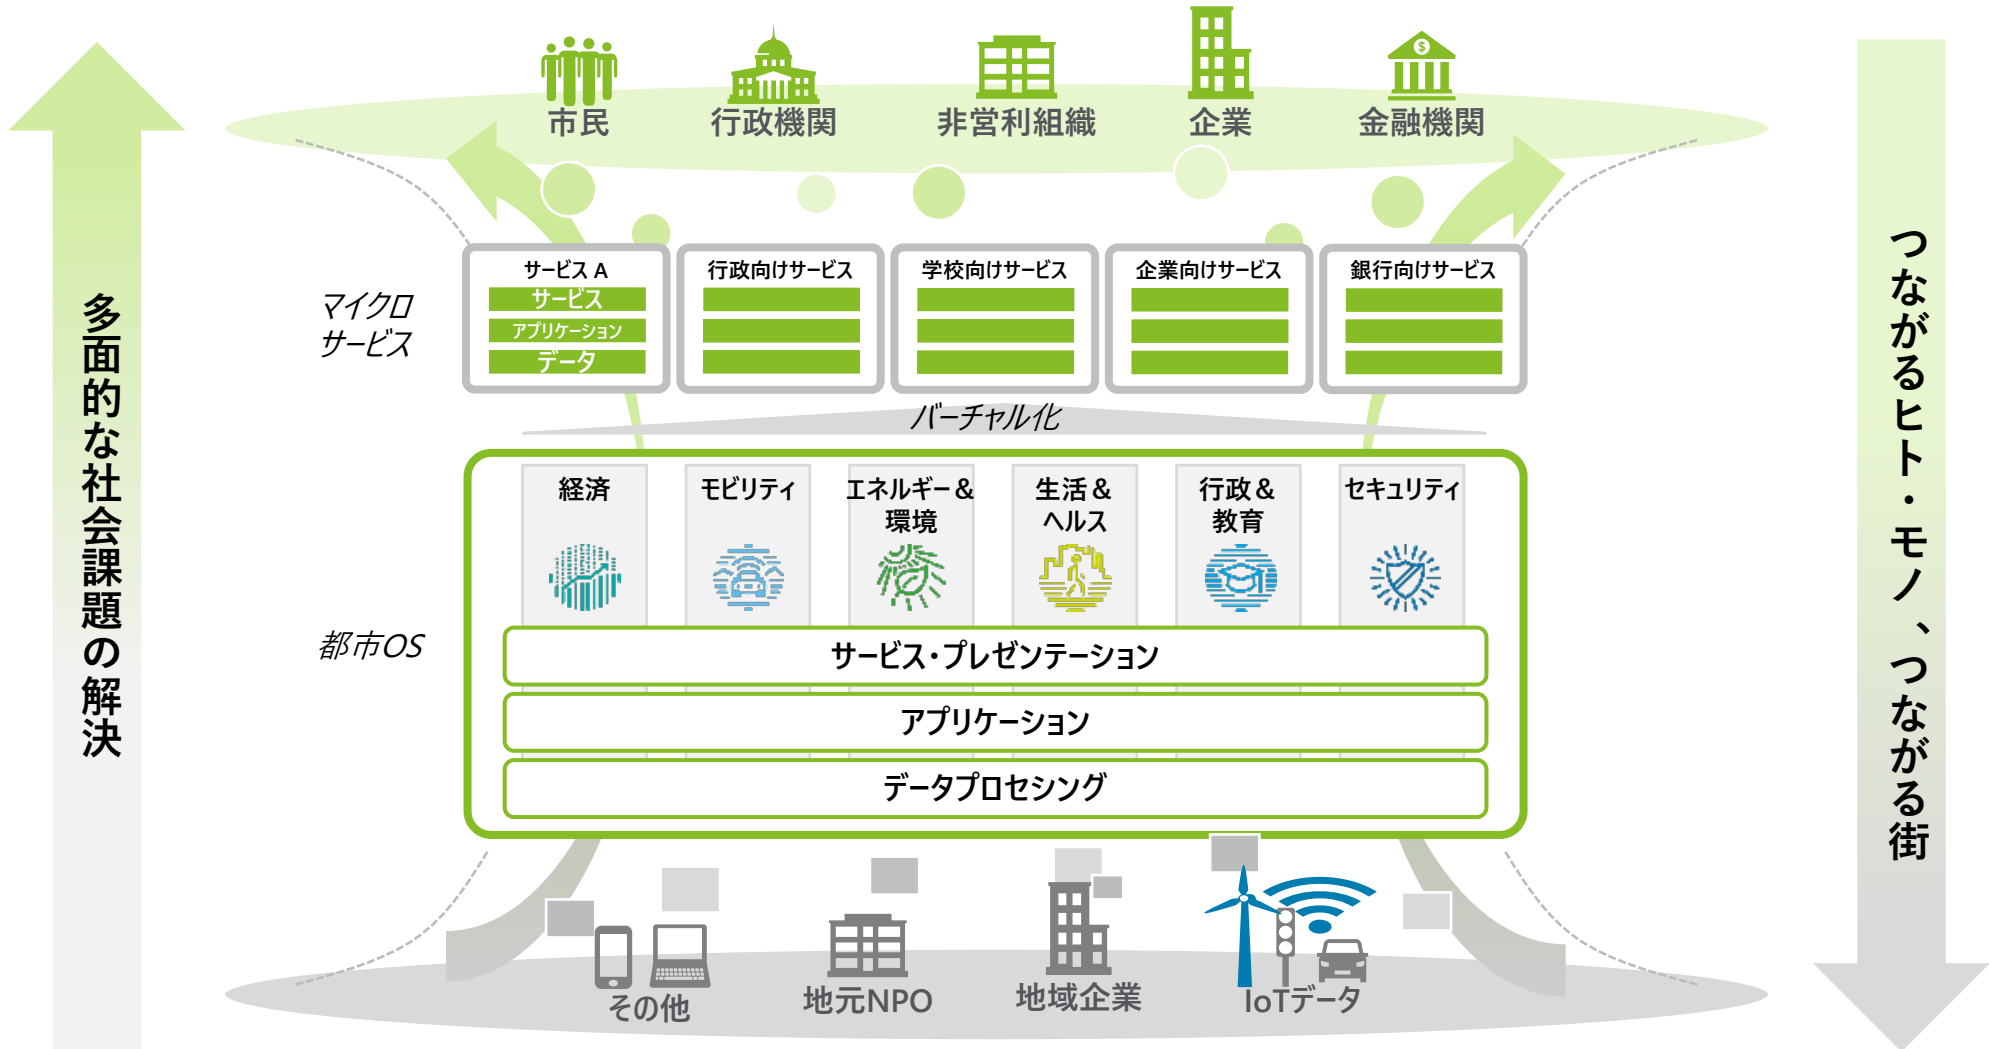 市民
行政機関
非営利組織
企業
金融機関
多面的な社会課題の解決
つながるヒト・モノ、つながる街
マイクロ
サービス
サービス A
サービス
アプリケーション
データ
行政向けサービス
学校向けサービス
企業向けサービス
銀行向けサービス
バーチャル化
都市OS
経済
モビリティ
エネルギー＆
環境
生活＆
ヘルス
行政＆
教育
セキュリティ
サービス・プレゼンテーション
アプリケーション
データプロセシング
その他
地元NPO
地域企業
IoTデータ